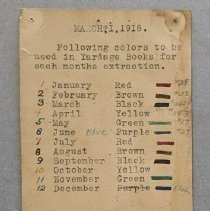 MARCH 1, 1918.
Following colors to be
used in Yardage Books for
each months extraction.
1 January Red
2 February Brown
3 March Black
4 April Yellow
5 May Green
6 June blue Purple
7 July Red
8 August Brown
9 September Black
10 October Yellow
11 November Green
12 December Purple blue